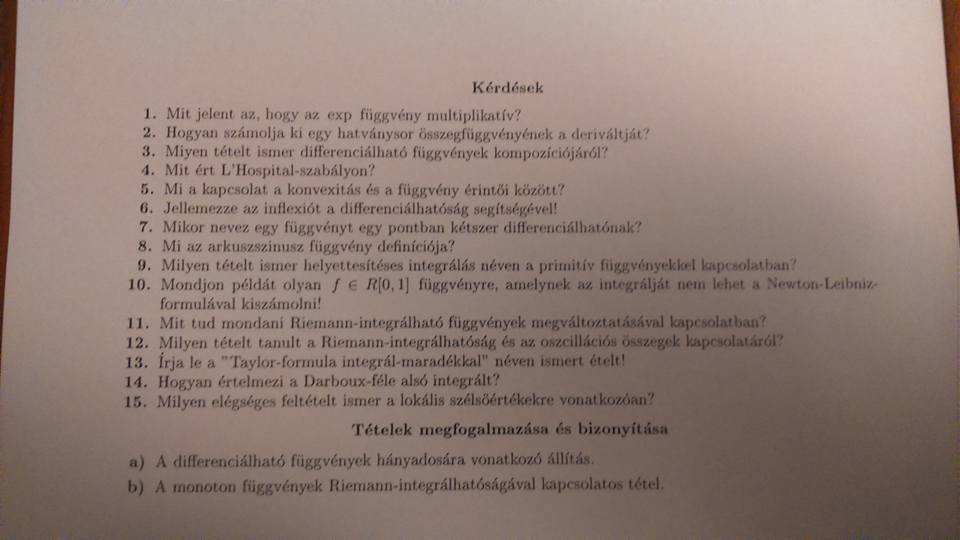 Kérdések
1. Mit jelent az, hogy az exp függvény multiplikatív?
2. Hogyan számolja ki egy hatványsor összegfüggvényének a deriváltját?
3. Miyen tételt ismer differenciálható függvények kompozíciójáról?
4. Mit ért L'Hospital-szabályon?
5. Mi a kapcsolat a konvexitás és a függvény érintői között?
6. Jellemezze az inflexiót a differenciálhatóság segítségével!
7. Mikor nevez egy függvényt egy pontban kétszer differenciálhatónak?
8. Mi az arkuszszinusz függvény definíciója?
9. Milyen tételt ismer helyettesítéses integrálás néven a primitív függvényekkel kapcsolatban?
10. Mondjon példát olyan f ∈ R[0,1] függvényre, amelynek az integrálját nem lehet a Newton-Leibniz-
formulával kiszámolni!
11. Mit tud mondani Riemann-integrálható függvények megváltoztatásával kapcsolatban?
12. Milyen tételt tanult a Riemann-integrálhatóság és az oszcillációs összegek kapcsolatáról?
13. Írja le a "Taylor-formula integrál-maradékkal" néven ismert ételt!
14. Hogyan értelmezi a Darboux-féle alsó integrált?
15. Milyen elégséges feltételt ismer a lokális szélsőértékekre vonatkozóan?
Tételek megfogalmazása és bizonyítása
a) A differenciálható függvények hányadosára vonatkozó állítás.
b) A monoton függvények Riemann-integrálhatóságával kapcsolatos tétel.